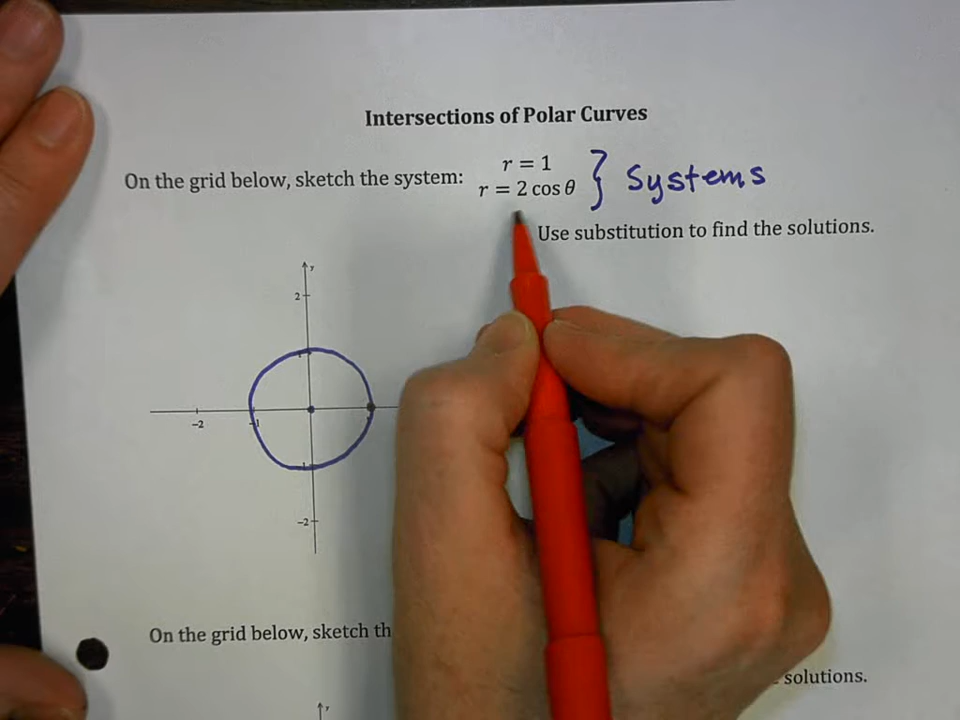 Intersections of Polar Curves
On the grid below, sketch the system: r = 1 } Systems
r = 2 cos θ
Use substitution to find the solutions.
y
2
-2
-1
-2
On the grid below, sketch th
solutions.
y